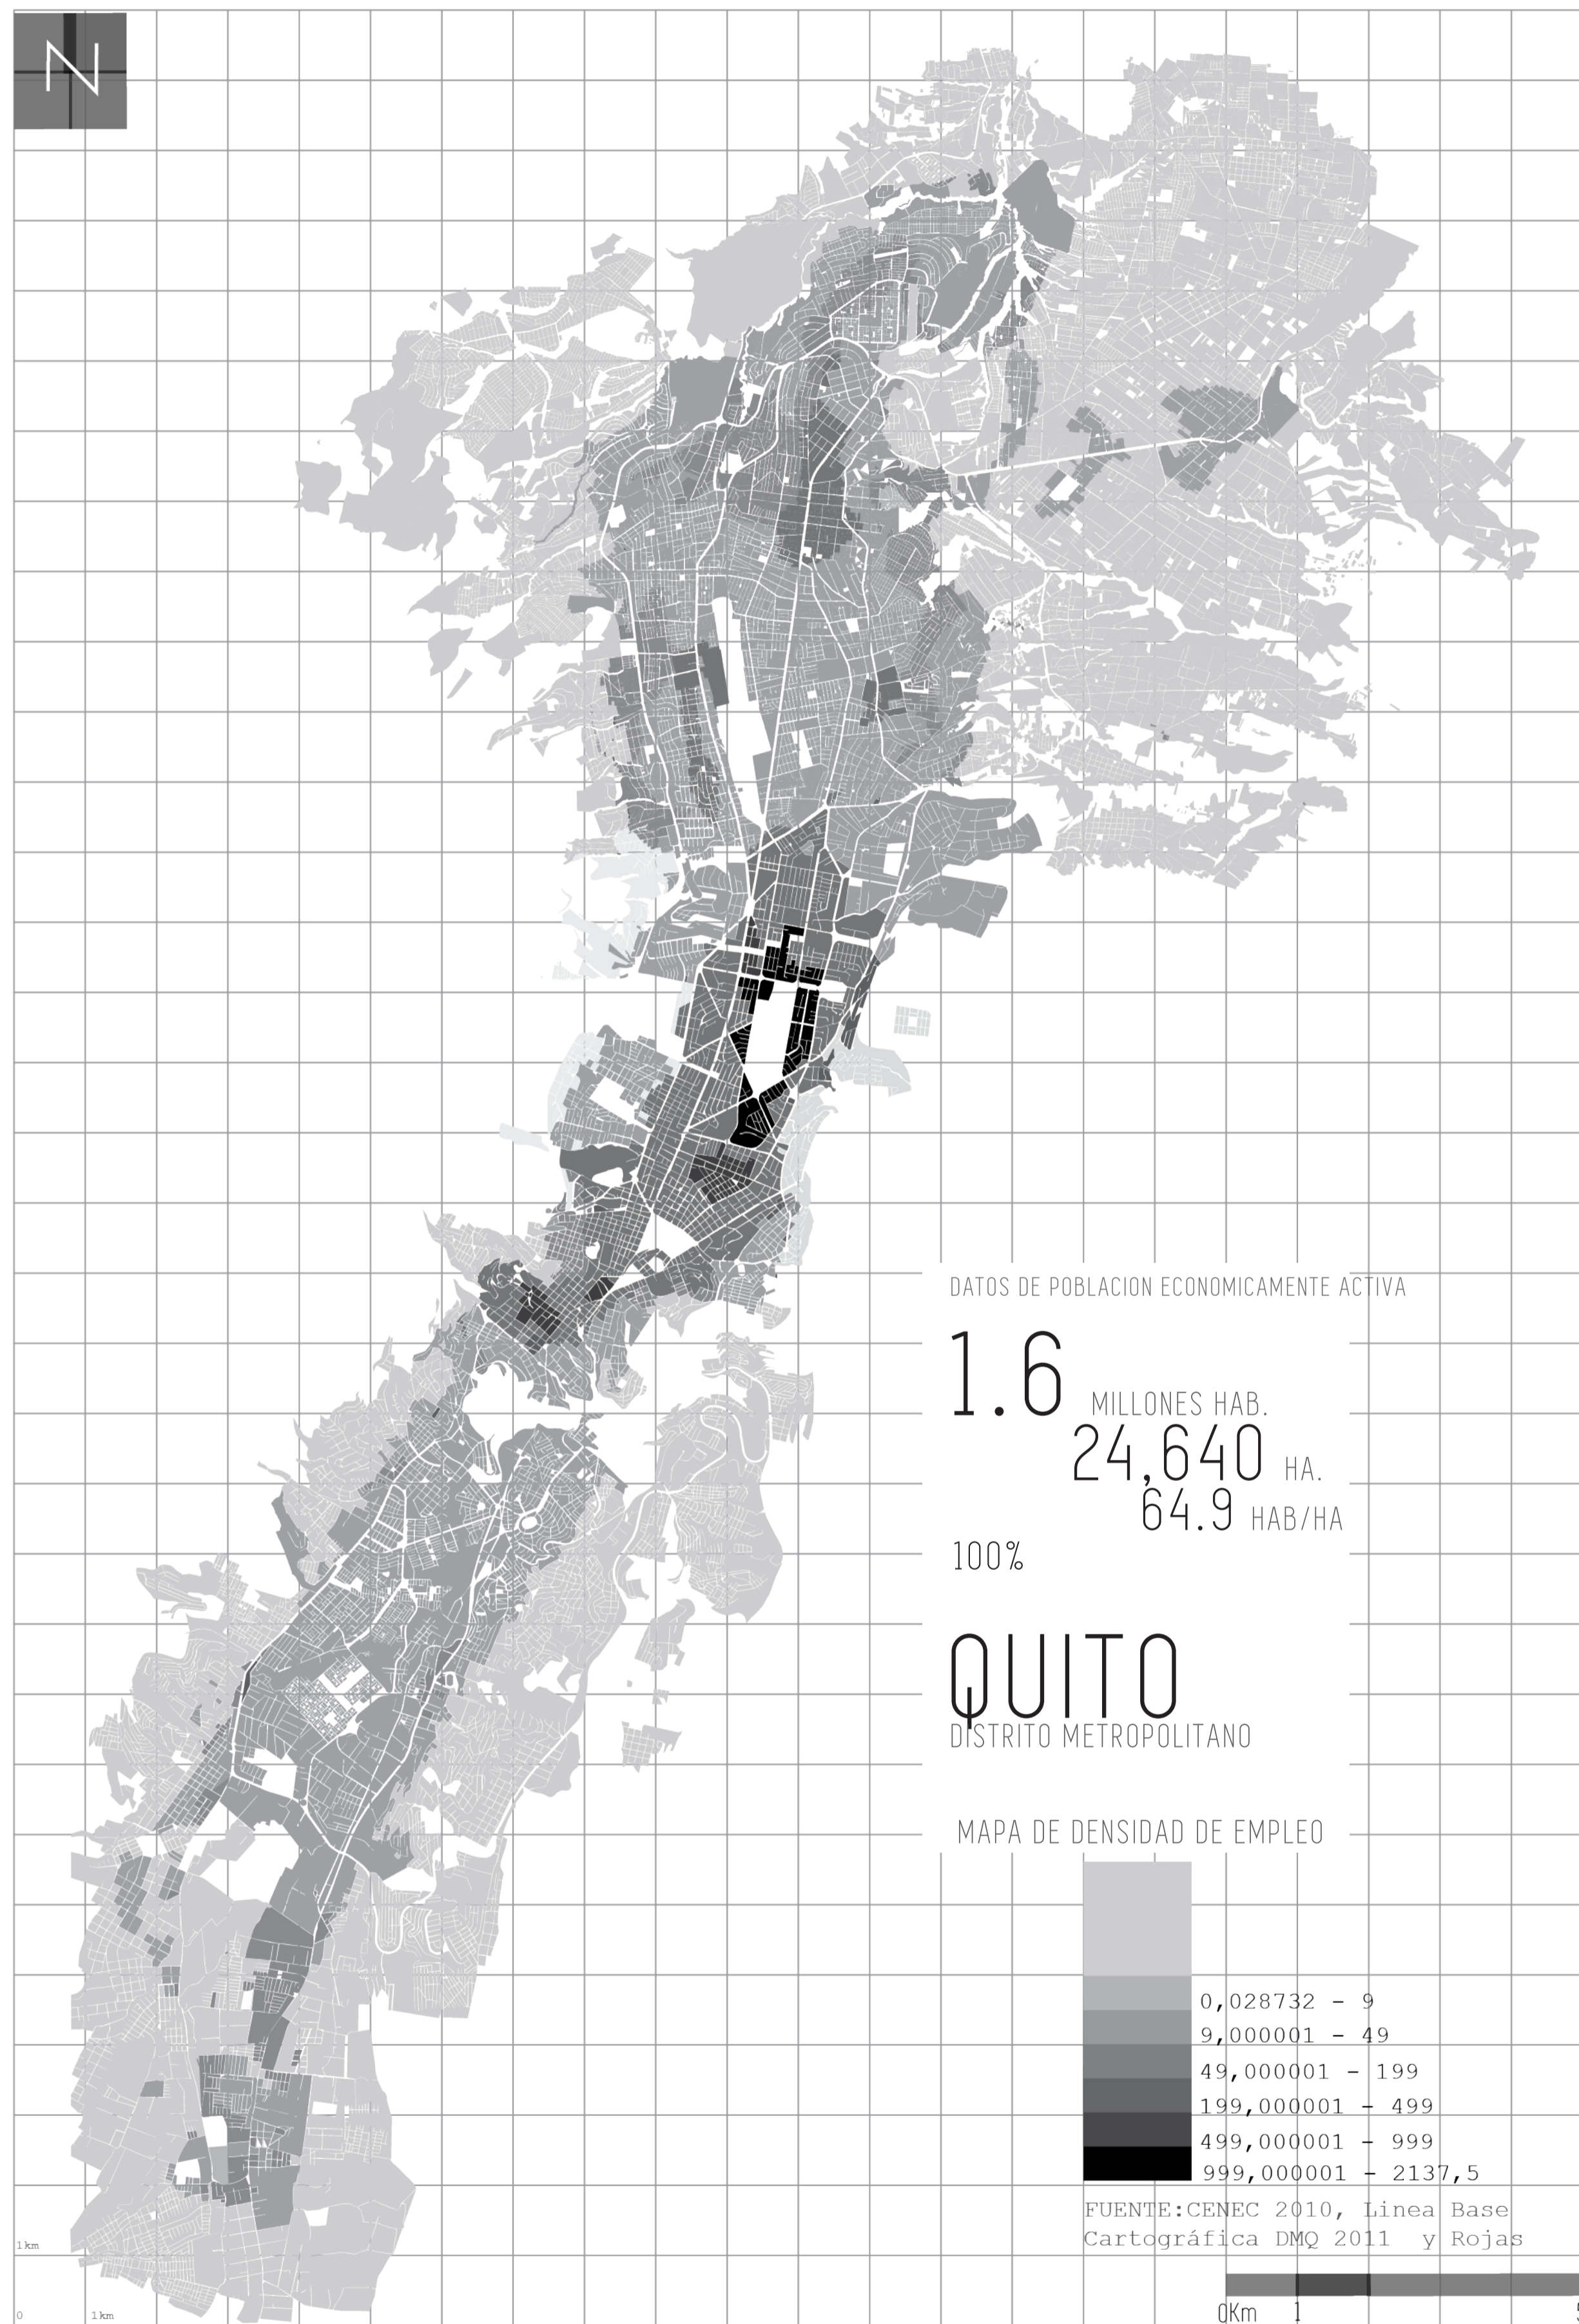 N
DATOS DE POBLACION ECONOMICAMENTE ACTIVA
1.6 MILLONES HAB.
24,640 HA.
64.9 HAB/HA
100%
QUITO
DISTRITO METROPOLITANO
MAPA DE DENSIDAD DE EMPLEO
0,028732 - 9
9,000001 - 49
49,000001 - 199
199,000001 - 499
499,000001 - 999
999,000001 - 2137,5
FUENTE:CENEC 2010, Linea Base
Cartográfica DMQ 2011 y Rojas
1km
0 1km
0Km 1